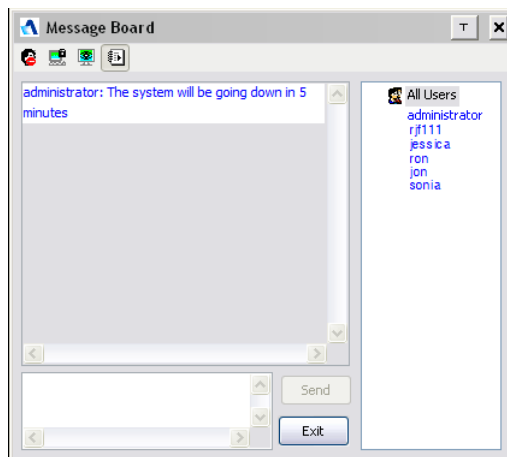 Message Board
T
administrator: The system will be going down in 5
minutes
All Users
administrator
rjf111
jessica
ron
jon
sonia
Send
Exit